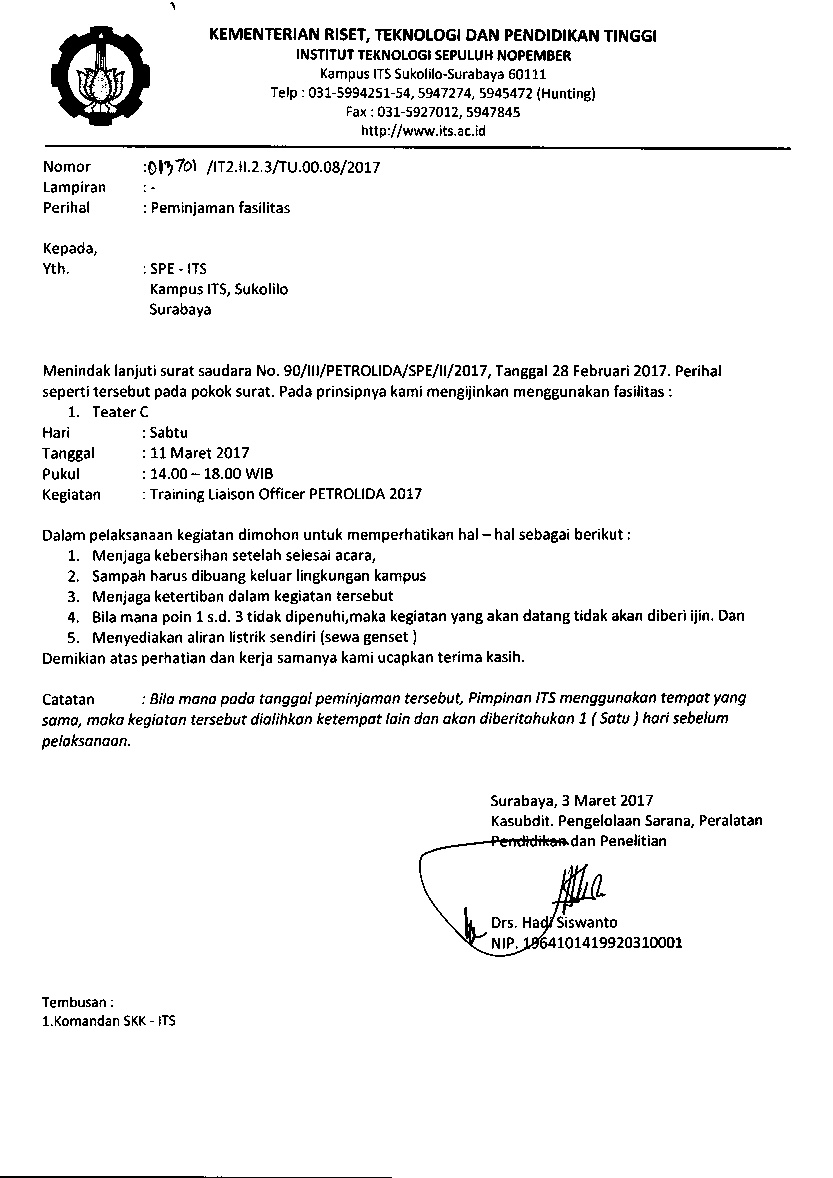 KEMENTERIAN RISET, TEKNOLOGI DAN PENDIDIKAN TINGGI
INSTITUT TEKNOLOGI SEPULUH NOPEMBER
Kampus ITS Sukolilo-Surabaya 60111
Telp : 031-5994251-54, 5947274, 5945472 (Hunting)
Fax : 031-5927012, 5947845
http://www.its.ac.id
Nomor : 013701 /IT2.II.2.3/TU.00.08/2017
Lampiran : -
Perihal : Peminjaman fasilitas
Kepada,
Yth. : SPE - ITS
Kampus ITS, Sukolilo
Surabaya
Menindak lanjuti surat saudara No. 90/III/PETROLIDA/SPE/II/2017, Tanggal 28 Februari 2017. Perihal
seperti tersebut pada pokok surat. Pada prinsipnya kami mengijinkan menggunakan fasilitas :
1. Teater C
Hari : Sabtu
Tanggal : 11 Maret 2017
Pukul : 14.00 – 18.00 WIB
Kegiatan : Training Liaison Officer PETROLIDA 2017
Dalam pelaksanaan kegiatan dimohon untuk memperhatikan hal – hal sebagai berikut :
1. Menjaga kebersihan setelah selesai acara,
2. Sampah harus dibuang keluar lingkungan kampus
3. Menjaga ketertiban dalam kegiatan tersebut
4. Bila mana poin 1 s.d. 3 tidak dipenuhi,maka kegiatan yang akan datang tidak akan diberi ijin. Dan
5. Menyediakan aliran listrik sendiri (sewa genset )
Demikian atas perhatian dan kerja samanya kami ucapkan terima kasih.
Catatan : Bila mana pada tanggal peminjaman tersebut, Pimpinan ITS menggunakan tempat yang
sama, maka kegiatan tersebut dialihkan ketempat lain dan akan diberitahukan 1 ( Satu ) hari sebelum
pelaksanaan.
Surabaya, 3 Maret 2017
Kasubdit. Pengelolaan Sarana, Peralatan
Pendidikan dan Penelitian
Drs. Hadi Siswanto
NIP. 1964101419920310001
Tembusan :
1.Komandan SKK - ITS